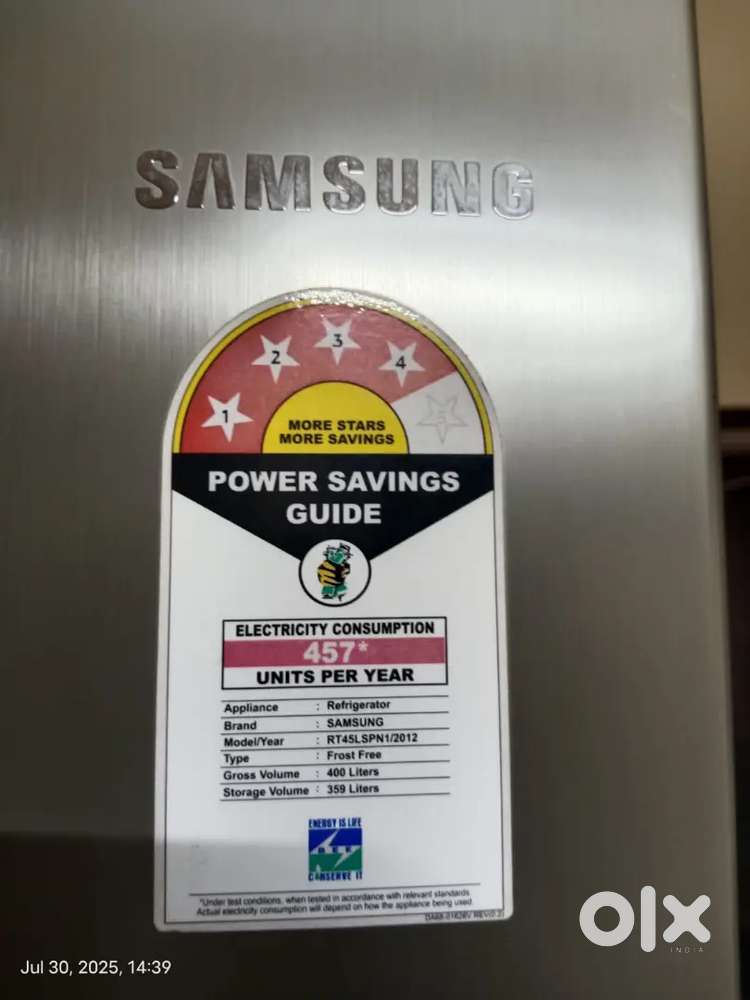 SAMSUNG
1 2 3 4 5
MORE STARS
MORE SAVINGS
POWER SAVINGS
GUIDE
ELECTRICITY CONSUMPTION
457*
UNITS PER YEAR
Appliance : Refrigerator
Brand : SAMSUNG
Model/Year : RT45LSPN1/2012
Type : Frost Free
Gross Volume : 400 Liters
Storage Volume : 359 Liters
ENERGY IS LIFE
BEE
CONSERVE IT
*Under test conditions, when tested in accordance with relevant standards.
Actual electricity consumption will depend on how the appliance being used.
olx
INDIA
Jul 30, 2025, 14:39